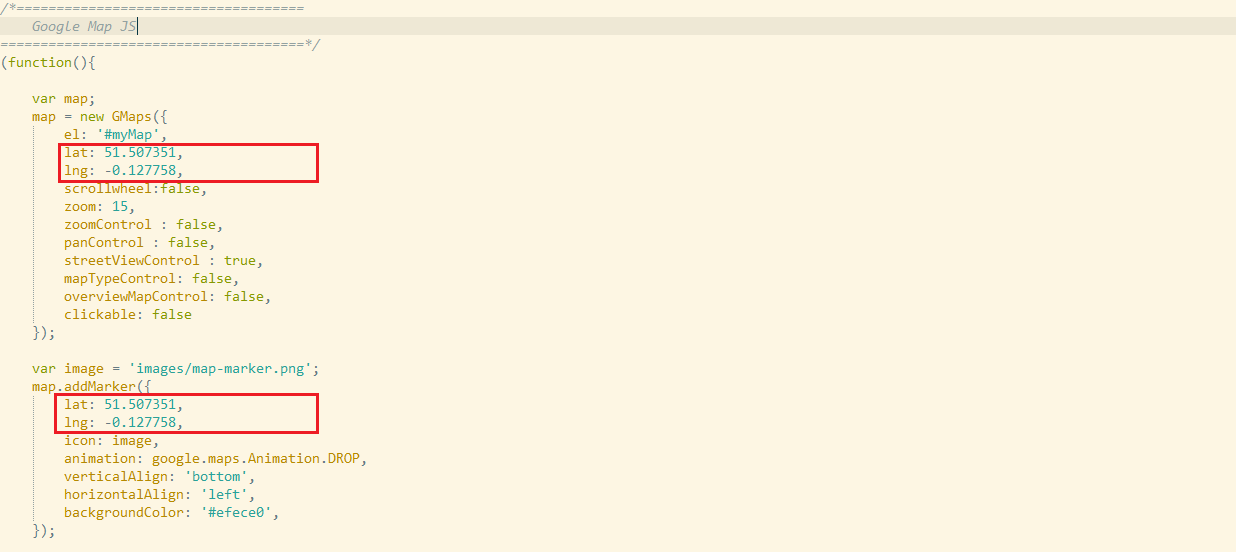 /*====================================
Google Map JS
======================================*/
(function(){
var map;
map = new GMaps({
el: '#myMap',
lat: 51.507351,
lng: -0.127758,
scrollwheel:false,
zoom: 15,
zoomControl : false,
panControl : false,
streetViewControl : true,
mapTypeControl: false,
overviewMapControl: false,
clickable: false
});
var image = 'images/map-marker.png';
map.addMarker({
lat: 51.507351,
lng: -0.127758,
icon: image,
animation: google.maps.Animation.DROP,
verticalAlign: 'bottom',
horizontalAlign: 'left',
backgroundColor: '#efece0',
});